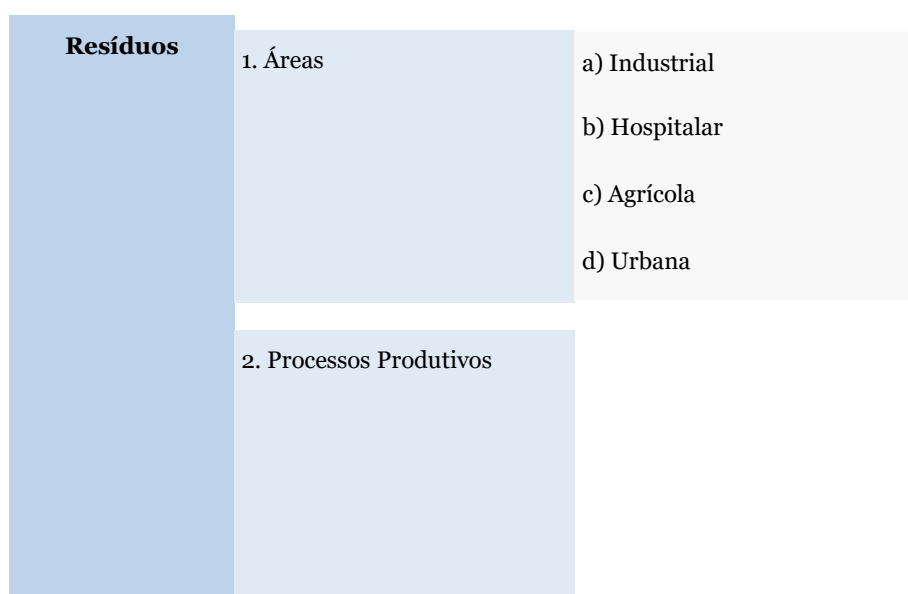 Resíduos
1. Áreas
a) Industrial
b) Hospitalar
c) Agrícola
d) Urbana
2. Processos Produtivos